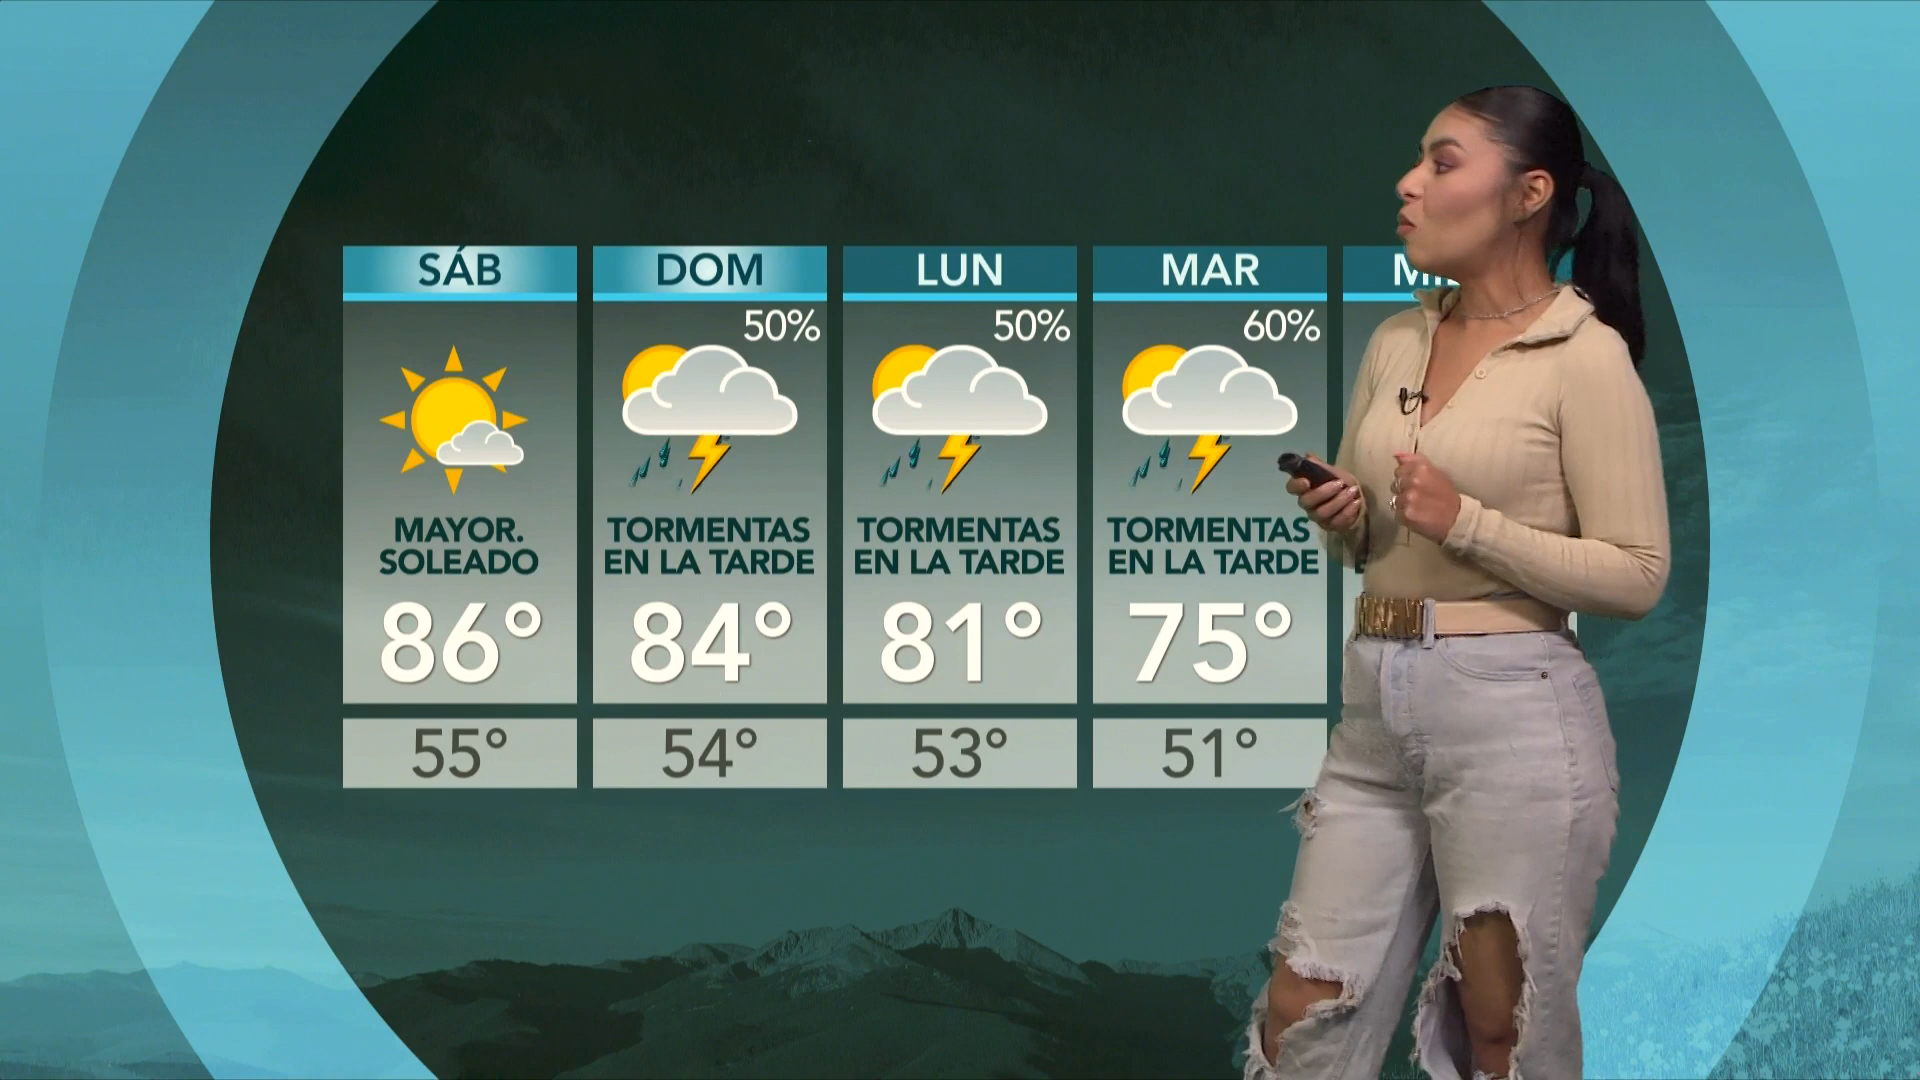 SÁB
DOM
LUN
MAR
50%
50%
60%
MAYOR.
SOLEADO
TORMENTAS
EN LA TARDE
TORMENTAS
EN LA TARDE
TORMENTAS
EN LA TARDE
86°
84°
81°
75°
55°
54°
53°
51°